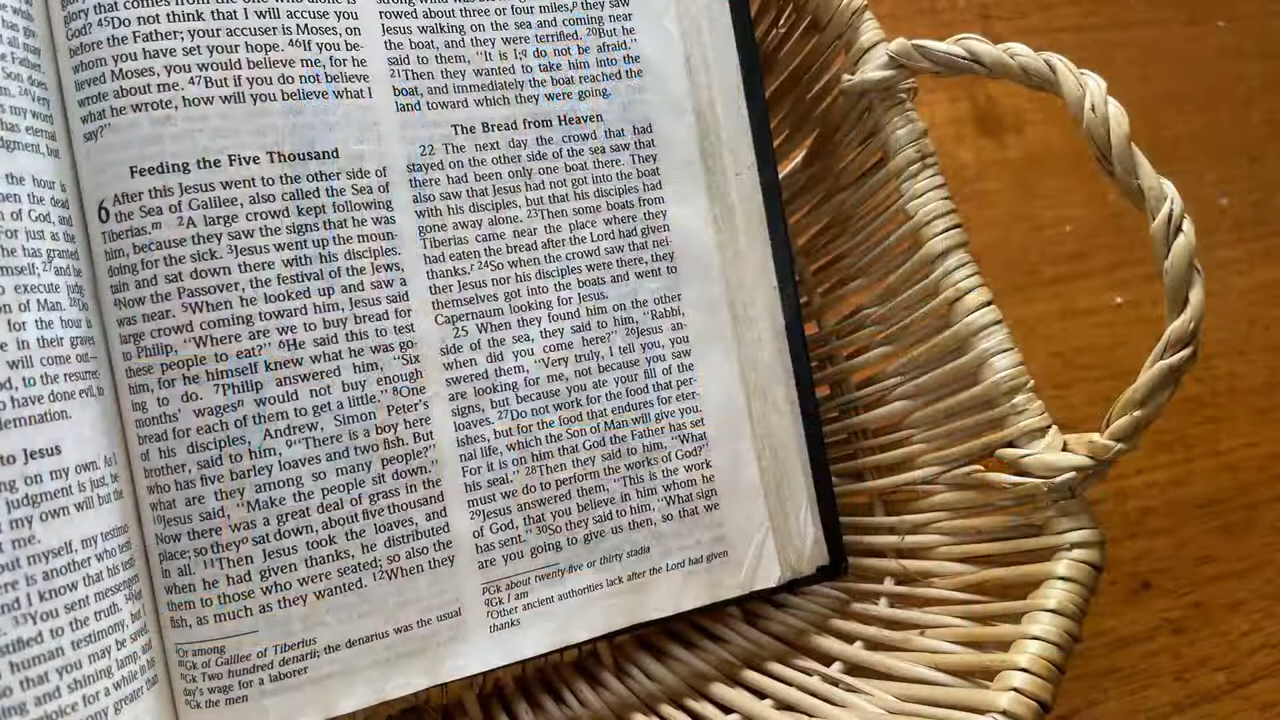 glory that comes from the one who alone is
God? 45Do not think that I will accuse you
before the Father; your accuser is Moses, on
whom you have set your hope. 46If you be-
lieved Moses, you would believe me, for he
wrote about me. 47But if you do not believe
what he wrote, how will you believe what I
say?"
Feeding the Five Thousand
6 After this Jesus went to the other side of
the Sea of Galilee, also called the Sea of
Tiberias.m 2A large crowd kept following
him, because they saw the signs that he was
doing for the sick. 3Jesus went up the moun-
tain and sat down there with his disciples.
4Now the Passover, the festival of the Jews,
was near. 5When he looked up and saw a
large crowd coming toward him, Jesus said
to Philip, "Where are we to buy bread for
these people to eat?" 6He said this to test
him, for he himself knew what he was go-
ing to do. 7Philip answered him, "Six
months' wagesn would not buy enough
bread for each of them to get a little." 8One
of his disciples, Andrew, Simon Peter's
brother, said to him, 9"There is a boy here
who has five barley loaves and two fish. But
what are they among so many people?"
10Jesus said, "Make the people sit down."
Now there was a great deal of grass in the
place; so theyo sat down, about five thousand
in all. 11Then Jesus took the loaves, and
when he had given thanks, he distributed
them to those who were seated; so also the
fish, as much as they wanted. 12When they
lOr among
mGk of Galilee of Tiberius
nGk Two hundred denarii; the denarius was the usual
day's wage for a laborer
oGk the men
rowed about three or four miles,p they saw
Jesus walking on the sea and coming near
the boat, and they were terrified. 20But he
said to them, "It is I;q do not be afraid."
21Then they wanted to take him into the
boat, and immediately the boat reached the
land toward which they were going.
The Bread from Heaven
22 The next day the crowd that had
stayed on the other side of the sea saw that
there had been only one boat there. They
also saw that Jesus had not got into the boat
with his disciples, but that his disciples had
gone away alone. 23Then some boats from
Tiberias came near the place where they
had eaten the bread after the Lord had given
thanks.r 24So when the crowd saw that nei-
ther Jesus nor his disciples were there, they
themselves got into the boats and went to
Capernaum looking for Jesus.
25 When they found him on the other
side of the sea, they said to him, "Rabbi,
when did you come here?" 26Jesus an-
swered them, "Very truly, I tell you, you
are looking for me, not because you saw
signs, but because you ate your fill of the
loaves. 27Do not work for the food that per-
ishes, but for the food that endures for eter-
nal life, which the Son of Man will give you.
For it is on him that God the Father has set
his seal." 28Then they said to him, "What
must we do to perform the works of God?"
29Jesus answered them, "This is the work
of God, that you believe in him whom he
has sent." 30So they said to him, "What sign
are you going to give us then, so that we
pGk about twenty-five or thirty stadia
qGk I am
rOther ancient authorities lack after the Lord had given
thanks